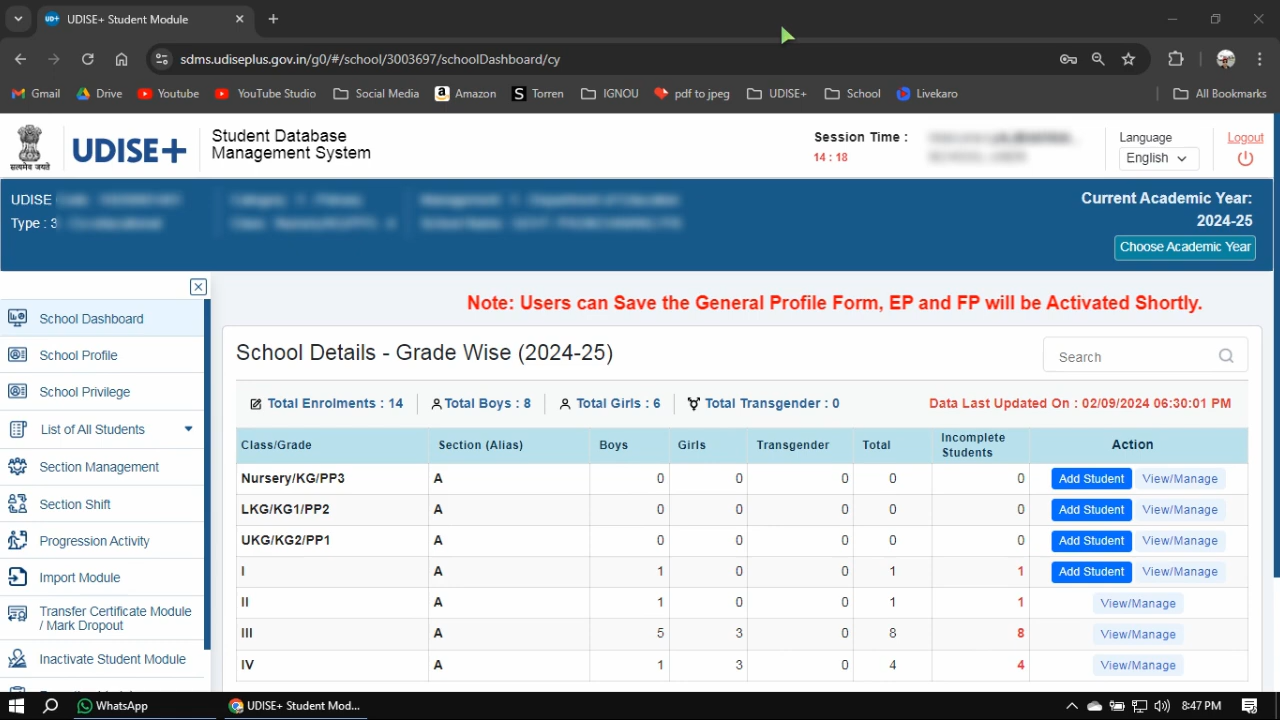 UDISE+ Student Module
sdms.udiseplus.gov.in/g0/#/school/3003697/schoolDashboard/cy
Gmail Drive Youtube YouTube Studio Social Media Amazon Torren IGNOU pdf to jpeg UDISE+ School Livekaro All Bookmarks
सत्यमेव जयते
UDISE+
Student Database
Management System
Session Time :
14 : 18
Language
English
Logout
UDISE
Type : 3
Current Academic Year:
2024-25
Choose Academic Year
School Dashboard
School Profile
School Privilege
List of All Students
Section Management
Section Shift
Progression Activity
Import Module
Transfer Certificate Module
/ Mark Dropout
Inactivate Student Module
Note: Users can Save the General Profile Form, EP and FP will be Activated Shortly.
School Details - Grade Wise (2024-25)
Search
Total Enrolments : 14 Total Boys : 8 Total Girls : 6 Total Transgender : 0 Data Last Updated On : 02/09/2024 06:30:01 PM
Class/Grade Section (Alias) Boys Girls Transgender Total Incomplete Students Action
Nursery/KG/PP3 A 0 0 0 0 0 Add Student View/Manage
LKG/KG1/PP2 A 0 0 0 0 0 Add Student View/Manage
UKG/KG2/PP1 A 0 0 0 0 0 Add Student View/Manage
I A 1 0 0 1 1 Add Student View/Manage
II A 1 0 0 1 1 View/Manage
III A 5 3 0 8 8 View/Manage
IV A 1 3 0 4 4 View/Manage
WhatsApp
UDISE+ Student Mod...
8:47 PM